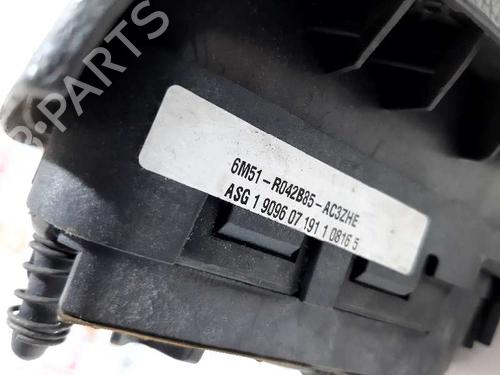 6M51-R042B85-AC3ZHE
ASG 1 9096 07 191 1 0816 5
B-PARTS